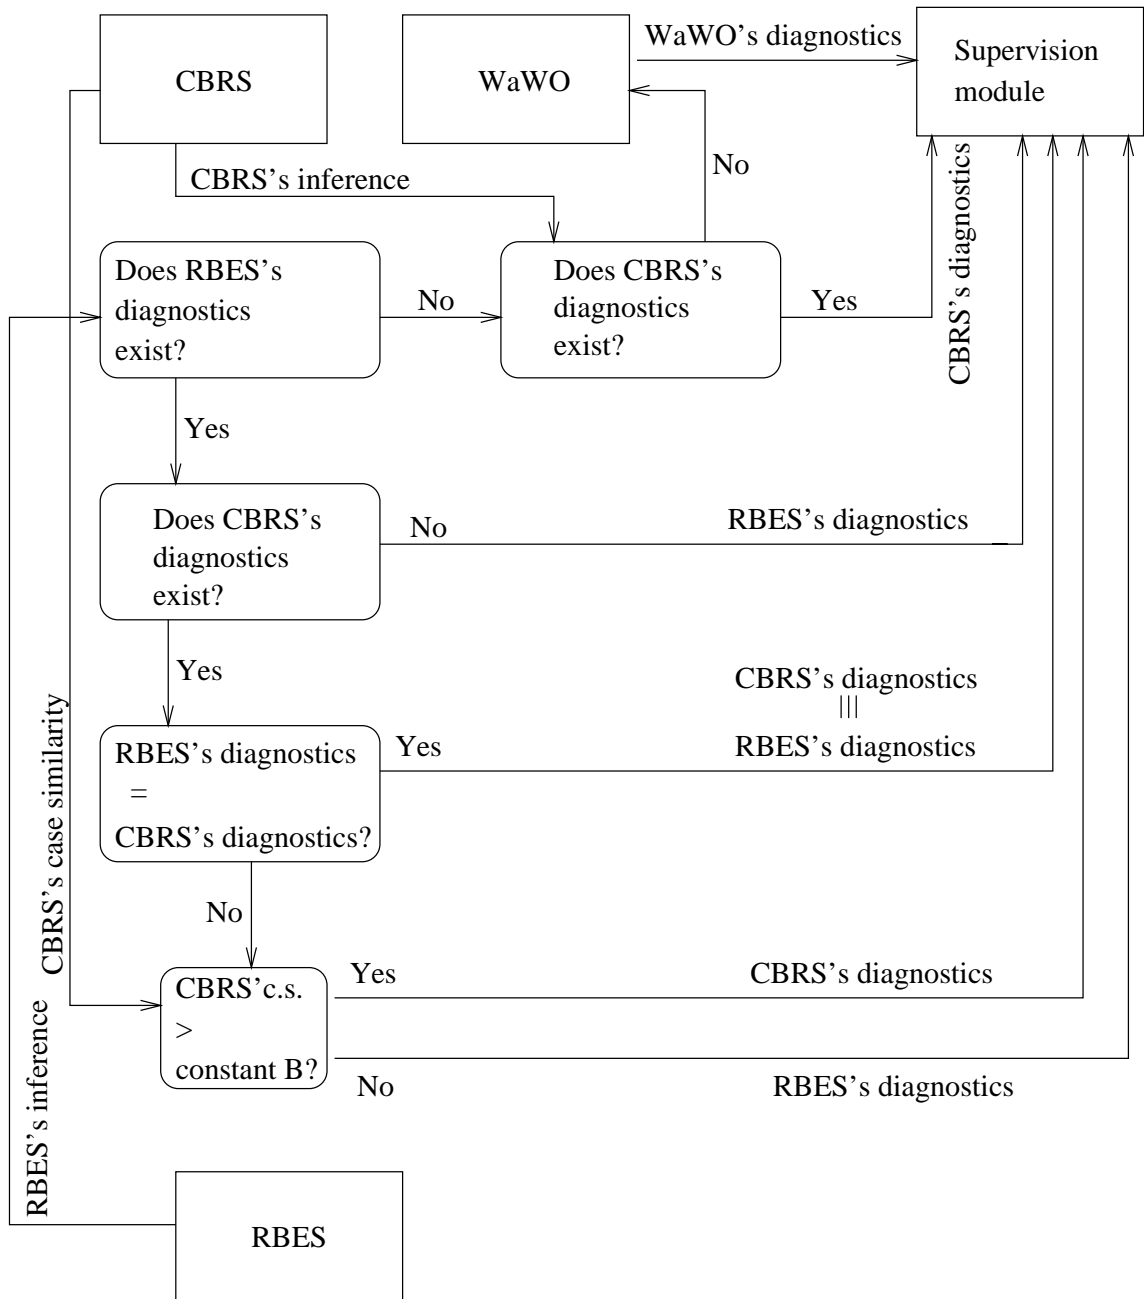 CBRS
WaWO
WaWO's diagnostics
Supervision
module
CBRS's inference
No
CBRS's diagnostics
Does RBES's
diagnostics
exist?
No
Does CBRS's
diagnostics
exist?
Yes
Yes
Does CBRS's
diagnostics
exist?
No
RBES's diagnostics
Yes
CBRS's diagnostics
|||
RBES's diagnostics
RBES's diagnostics
=
CBRS's diagnostics?
Yes
CBRS's case similarity
No
CBRS'c.s.
>
constant B?
Yes
CBRS's diagnostics
No
RBES's diagnostics
RBES's inference
RBES